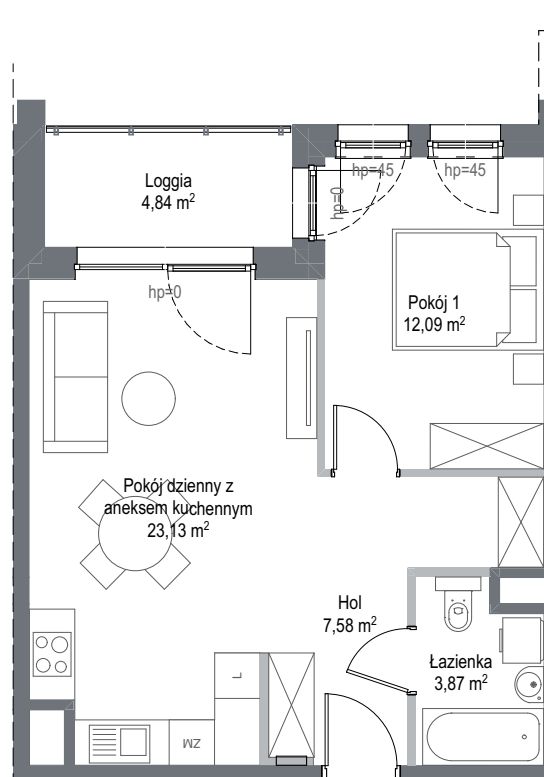 Loggia
4,84 m²
hp=45
hp=45
hp=0
hp=0
Pokój 1
12,09 m²
Pokój dzienny z
aneksem kuchennym
23,13 m²
Hol
7,58 m²
Łazienka
3,87 m²
L
ZM